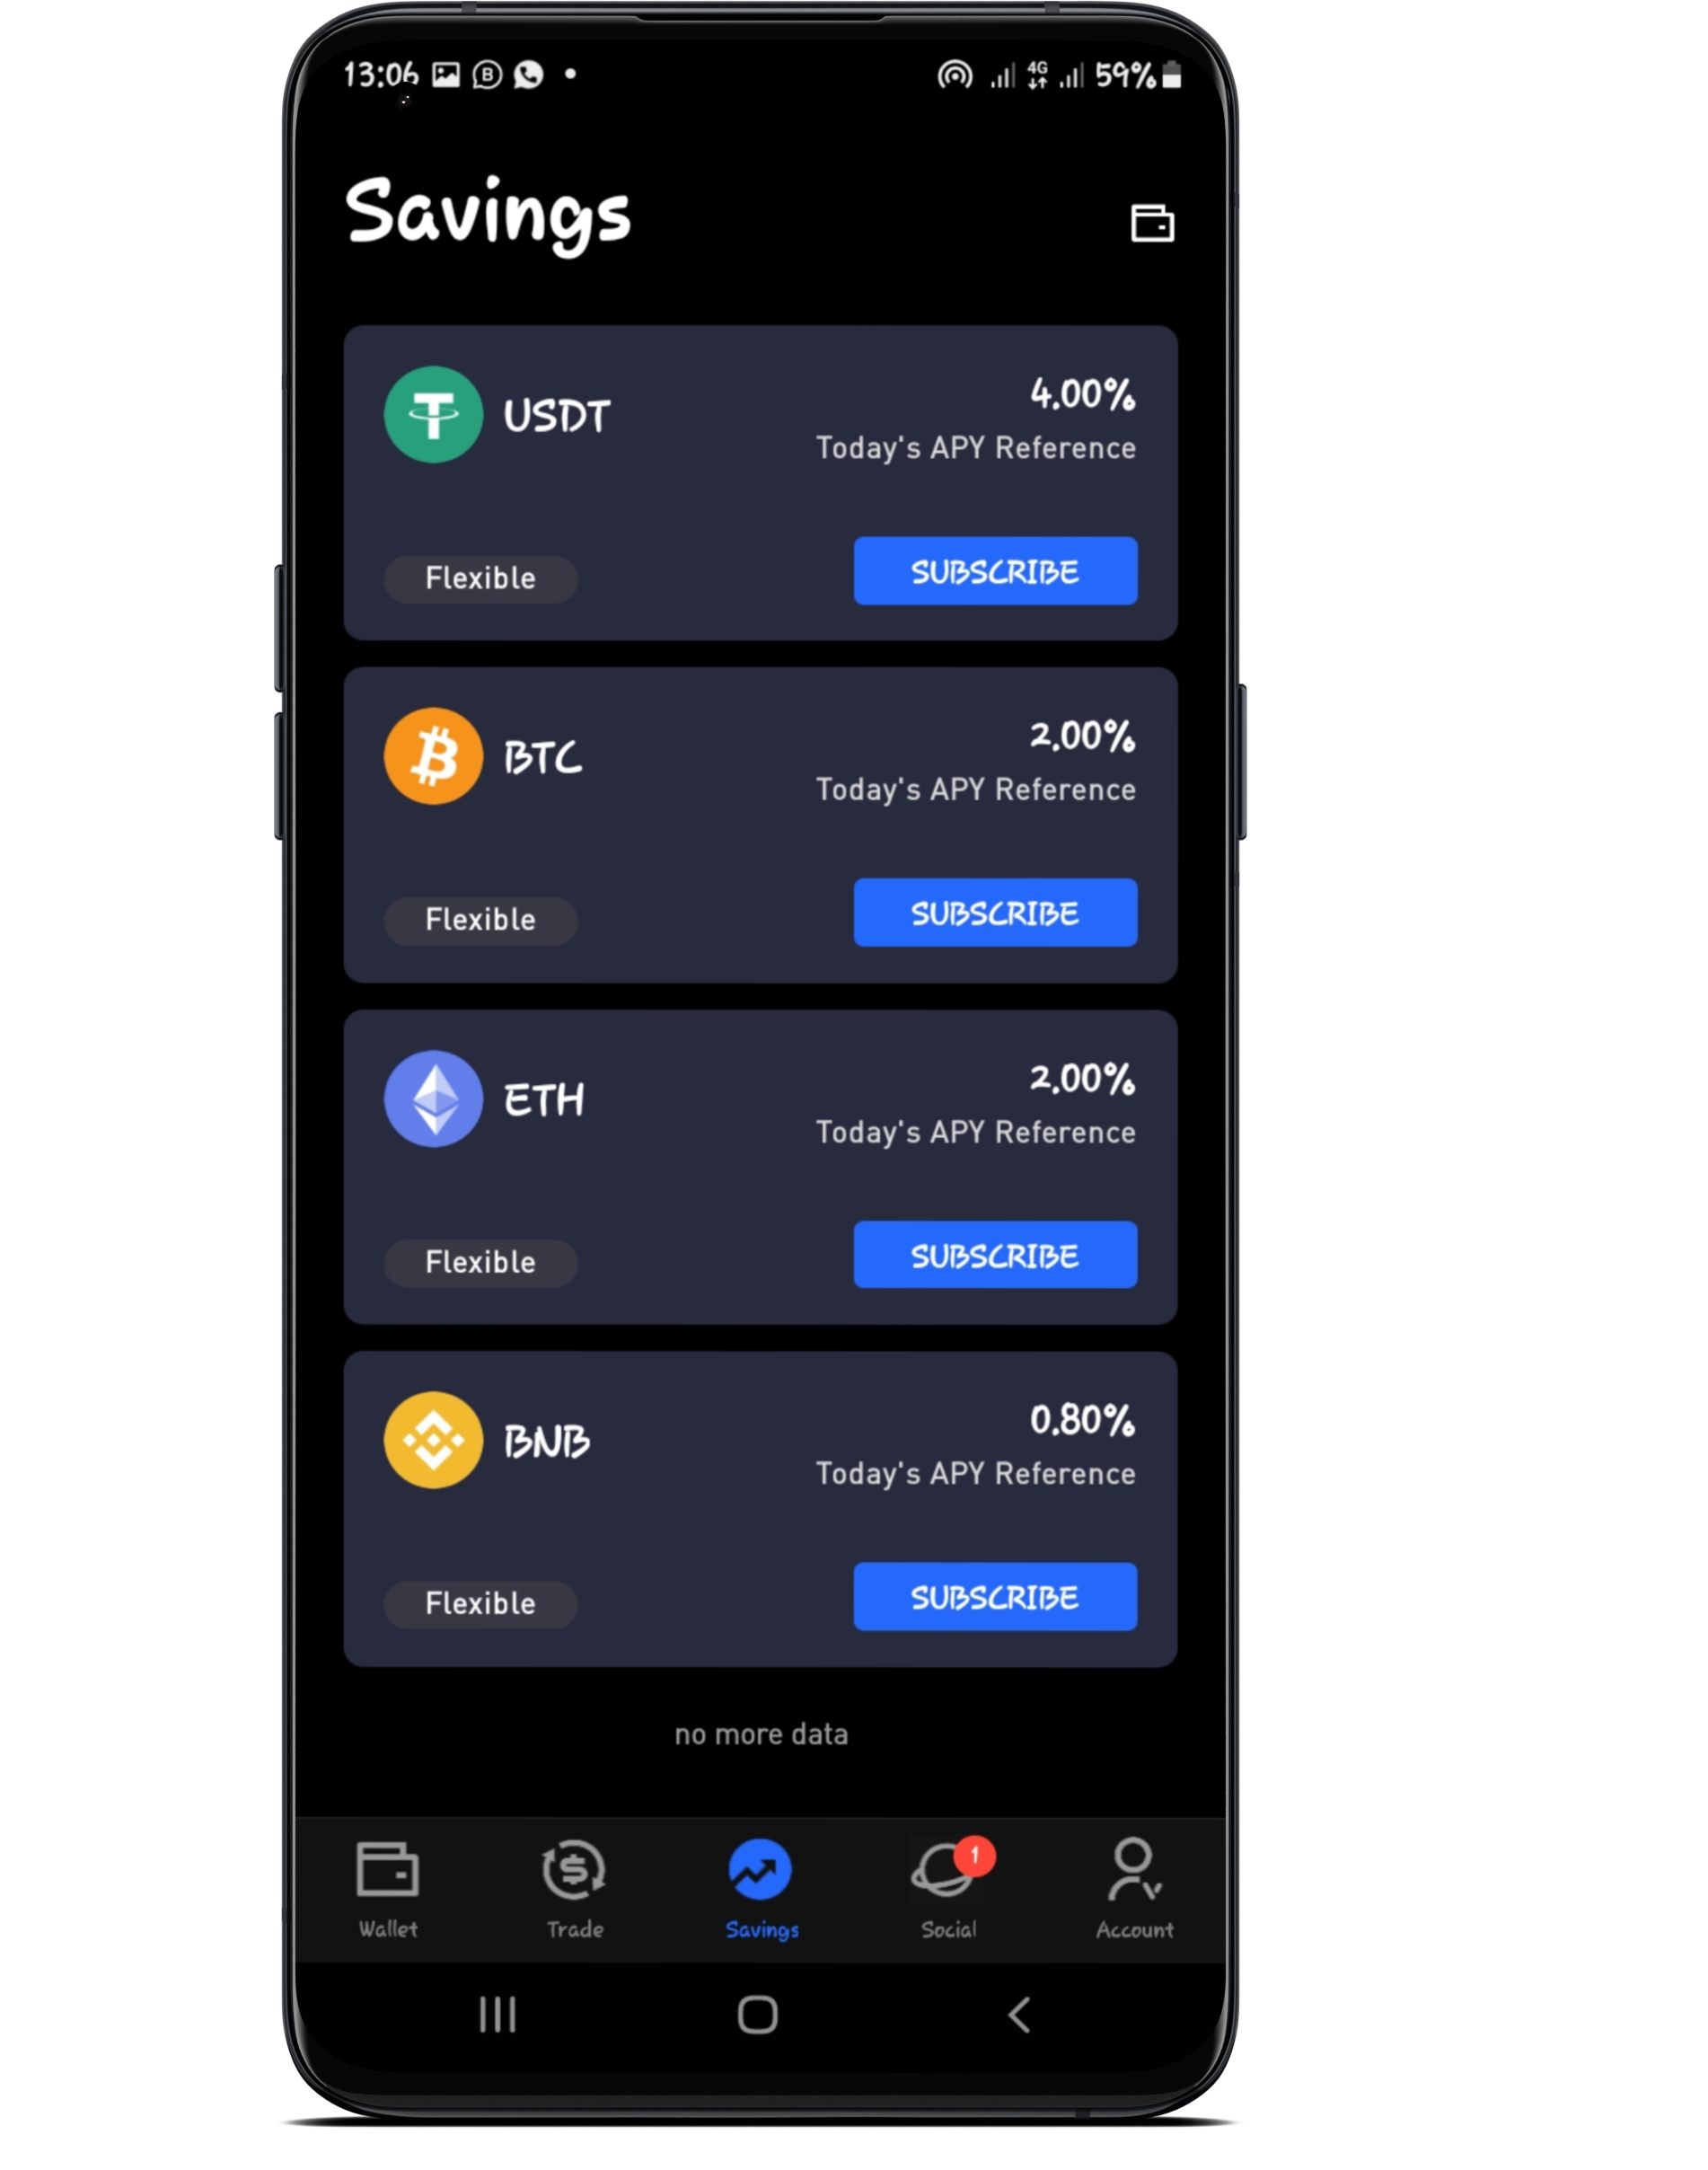 13:06 4G 59%
Savings
USDT
4.00%
Today's APY Reference
Flexible
SUBSCRIBE
BTC
2.00%
Today's APY Reference
Flexible
SUBSCRIBE
ETH
2.00%
Today's APY Reference
Flexible
SUBSCRIBE
BNB
0.80%
Today's APY Reference
Flexible
SUBSCRIBE
no more data
1
Wallet Trade Savings Social Account